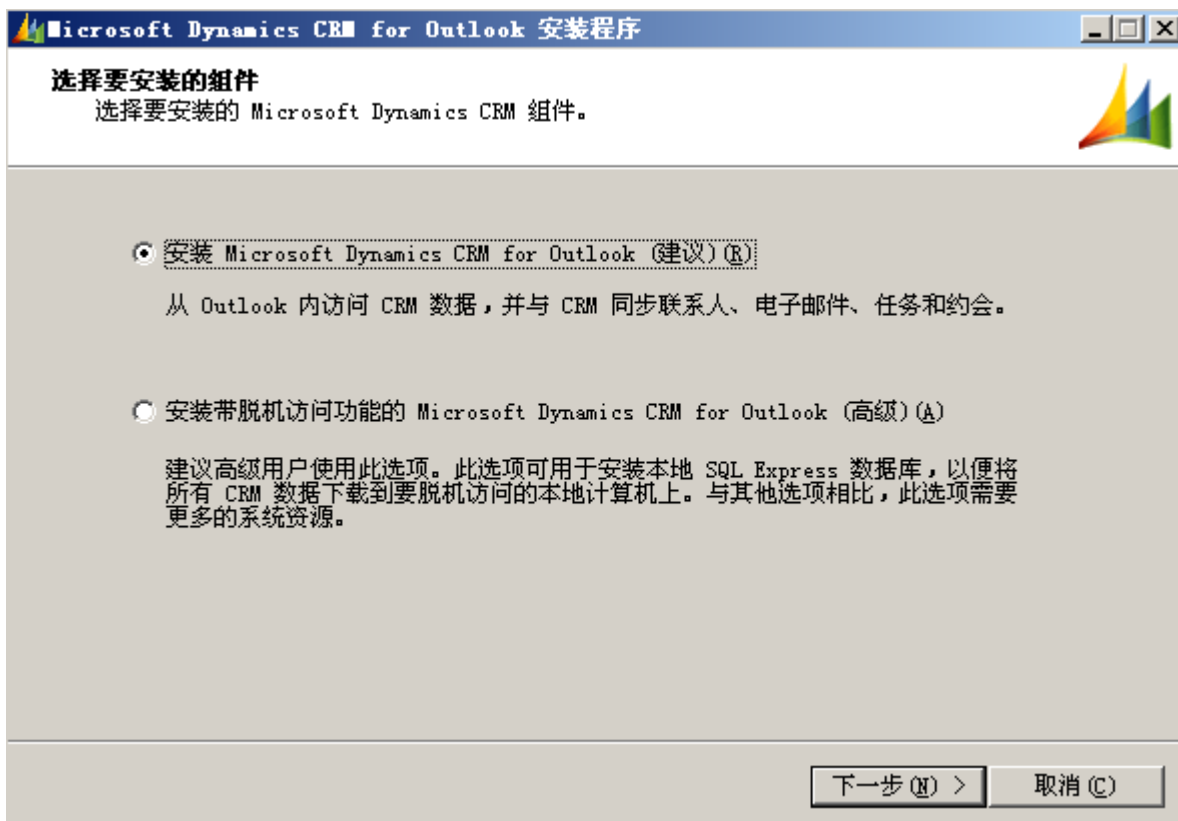 Microsoft Dynamics CRM for Outlook 安装程序
选择要安装的组件
选择要安装的 Microsoft Dynamics CRM 组件。
安装 Microsoft Dynamics CRM for Outlook (建议)(R)
从 Outlook 内访问 CRM 数据，并与 CRM 同步联系人、电子邮件、任务和约会。
安装带脱机访问功能的 Microsoft Dynamics CRM for Outlook (高级)(A)
建议高级用户使用此选项。此选项可用于安装本地 SQL Express 数据库，以便将
所有 CRM 数据下载到要脱机访问的本地计算机上。与其他选项相比，此选项需要
更多的系统资源。
下一步(N) >
取消(C)